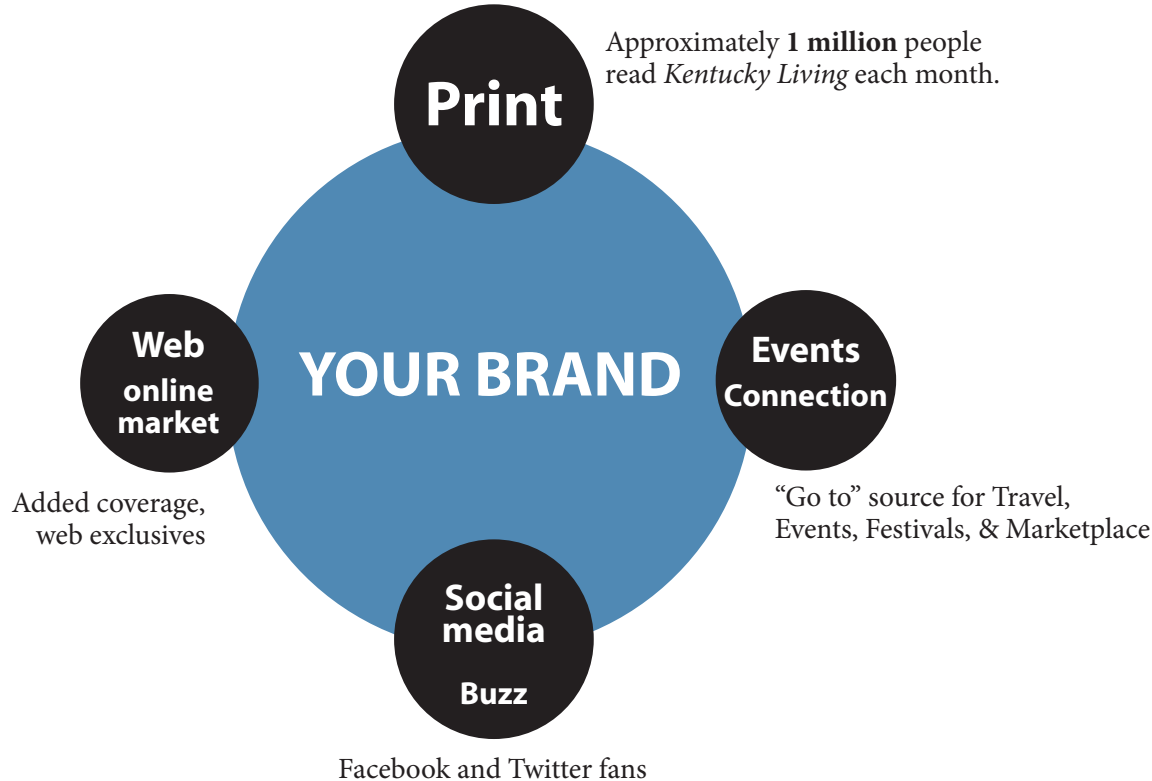 Print
Approximately 1 million people
read Kentucky Living each month.
Web
online
market
Added coverage,
web exclusives
YOUR BRAND
Events
Connection
“Go to” source for Travel,
Events, Festivals, & Marketplace
Social
media
Buzz
Facebook and Twitter fans